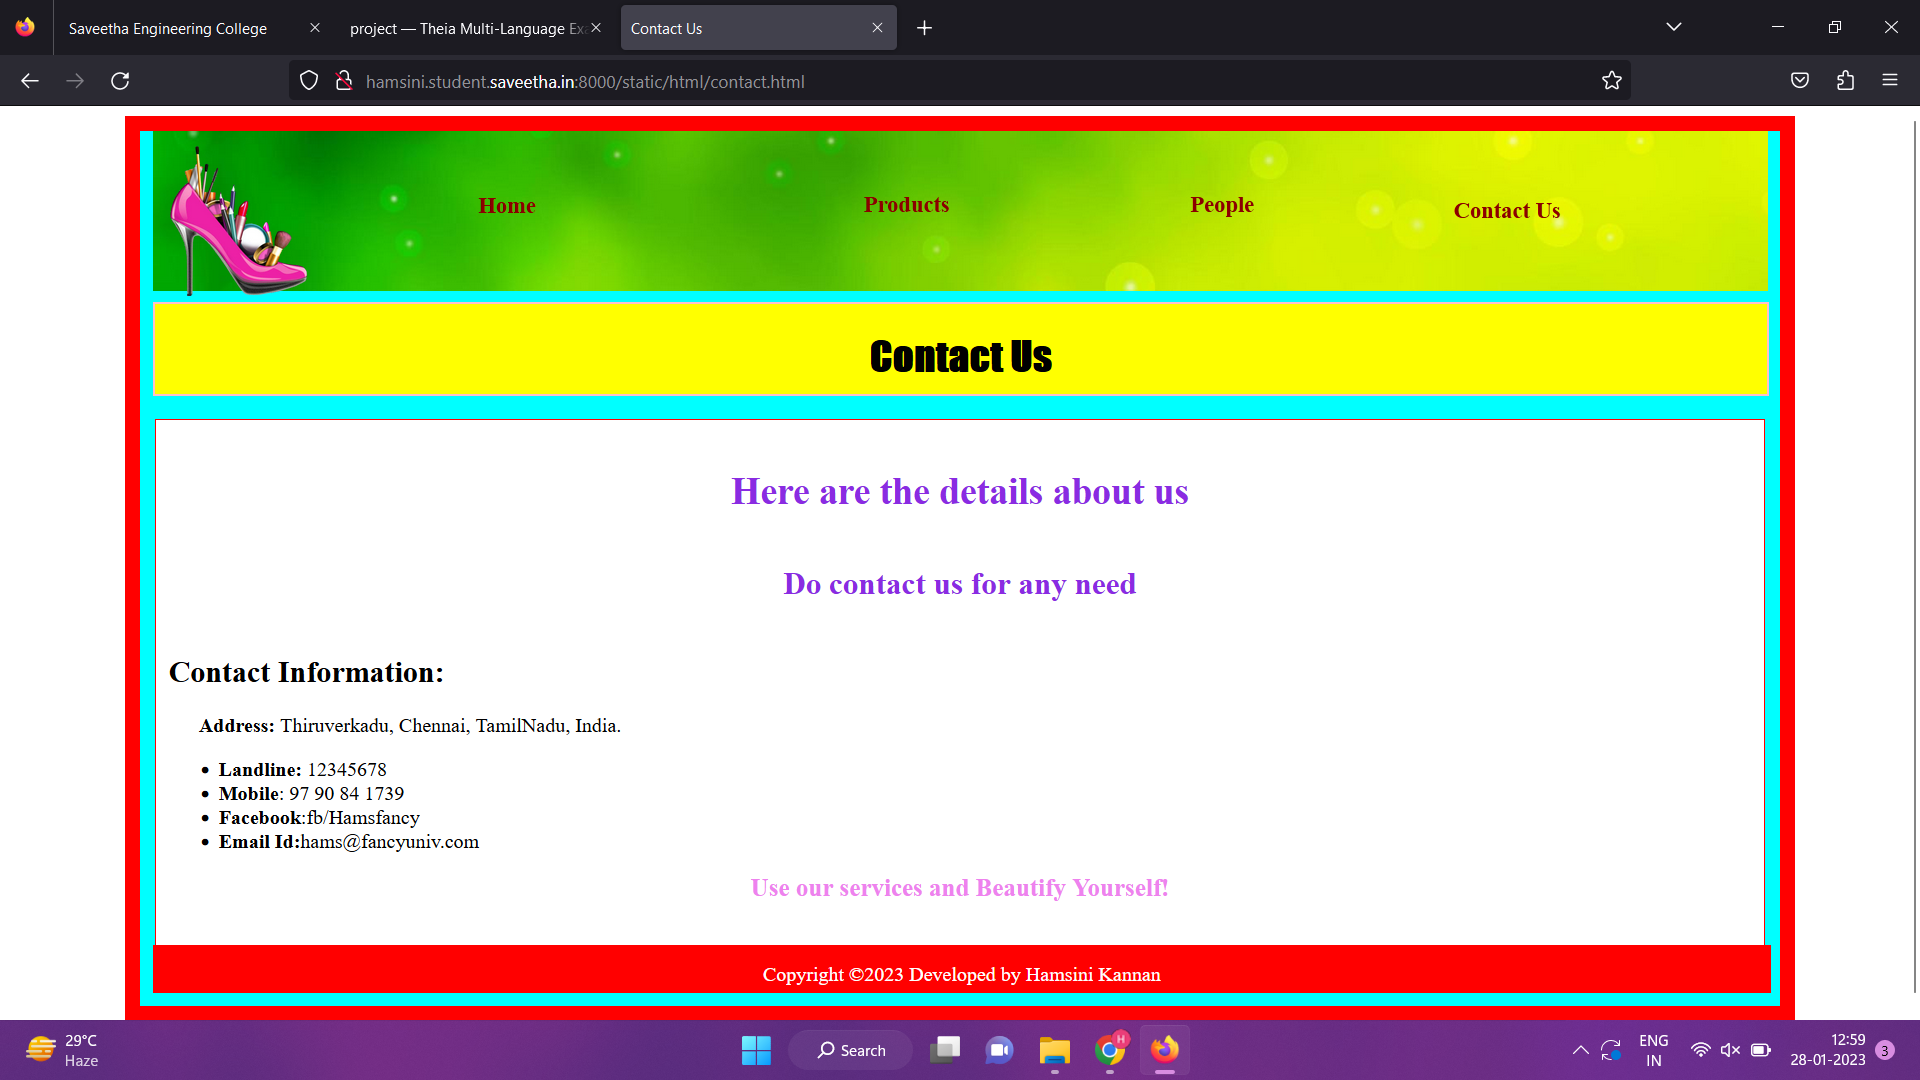 Saveetha Engineering College
project — Theia Multi-Language Exa
Contact Us
hamsini.student.saveetha.in:8000/static/html/contact.html
Home
Products
People
Contact Us
Contact Us
Here are the details about us
Do contact us for any need
Contact Information:
Address: Thiruverkadu, Chennai, TamilNadu, India.
• Landline: 12345678
• Mobile: 97 90 84 1739
• Facebook:fb/Hamsfancy
• Email Id:hams@fancyuniv.com
Use our services and Beautify Yourself!
Copyright ©2023 Developed by Hamsini Kannan
29°C
Haze
Search
H
ENG
IN
12:59
28-01-2023
3